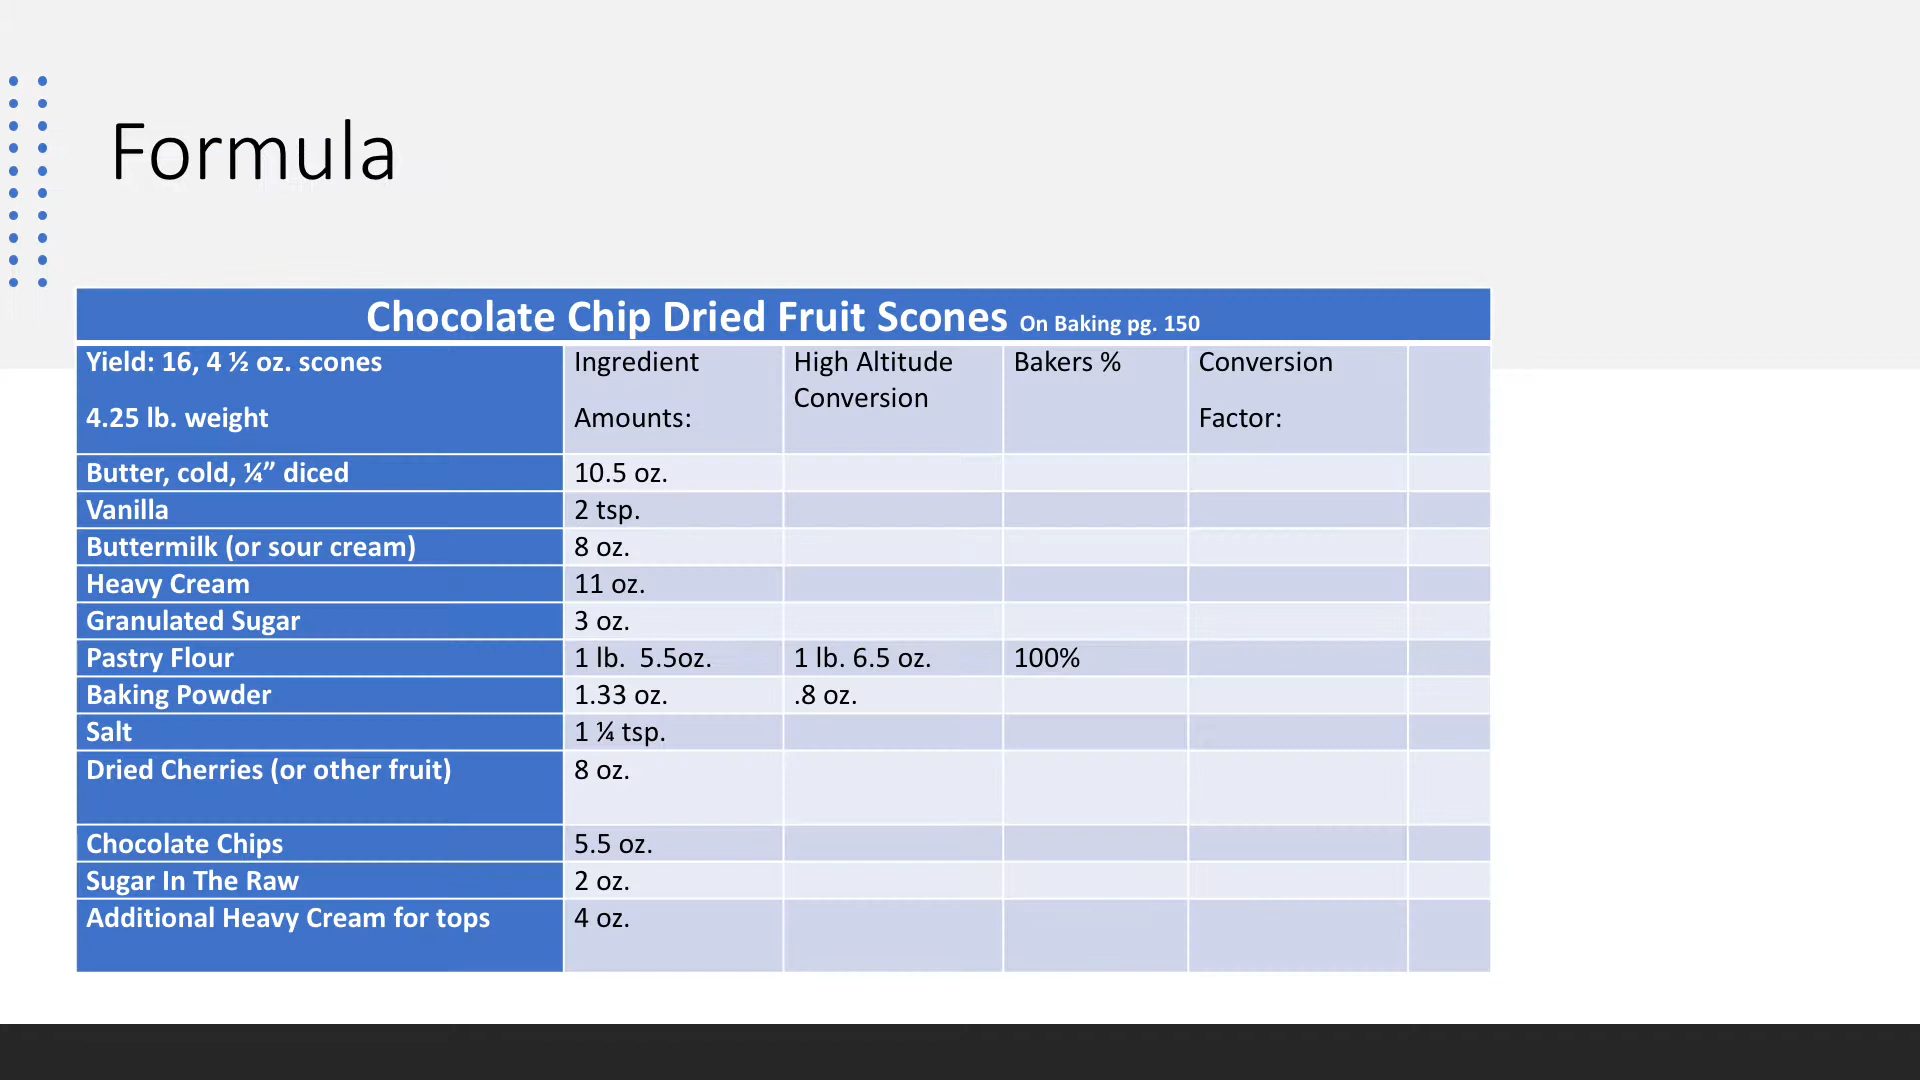 Formula
Chocolate Chip Dried Fruit Scones On Baking pg. 150
Yield: 16, 4 ½ oz. scones
4.25 lb. weight
Ingredient
Amounts:
High Altitude
Conversion
Bakers %
Conversion
Factor:
Butter, cold, ¼” diced 10.5 oz.
Vanilla 2 tsp.
Buttermilk (or sour cream) 8 oz.
Heavy Cream 11 oz.
Granulated Sugar 3 oz.
Pastry Flour 1 lb.  5.5oz. 1 lb. 6.5 oz. 100%
Baking Powder 1.33 oz. .8 oz.
Salt 1 ¼ tsp.
Dried Cherries (or other fruit) 8 oz.
Chocolate Chips 5.5 oz.
Sugar In The Raw 2 oz.
Additional Heavy Cream for tops 4 oz.